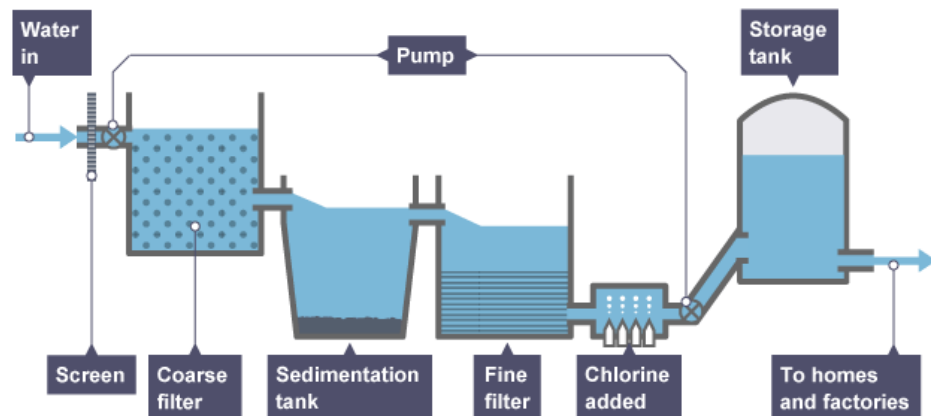 Water
in
Pump
Storage
tank
Screen
Coarse
filter
Sedimentation
tank
Fine
filter
Chlorine
added
To homes
and factories